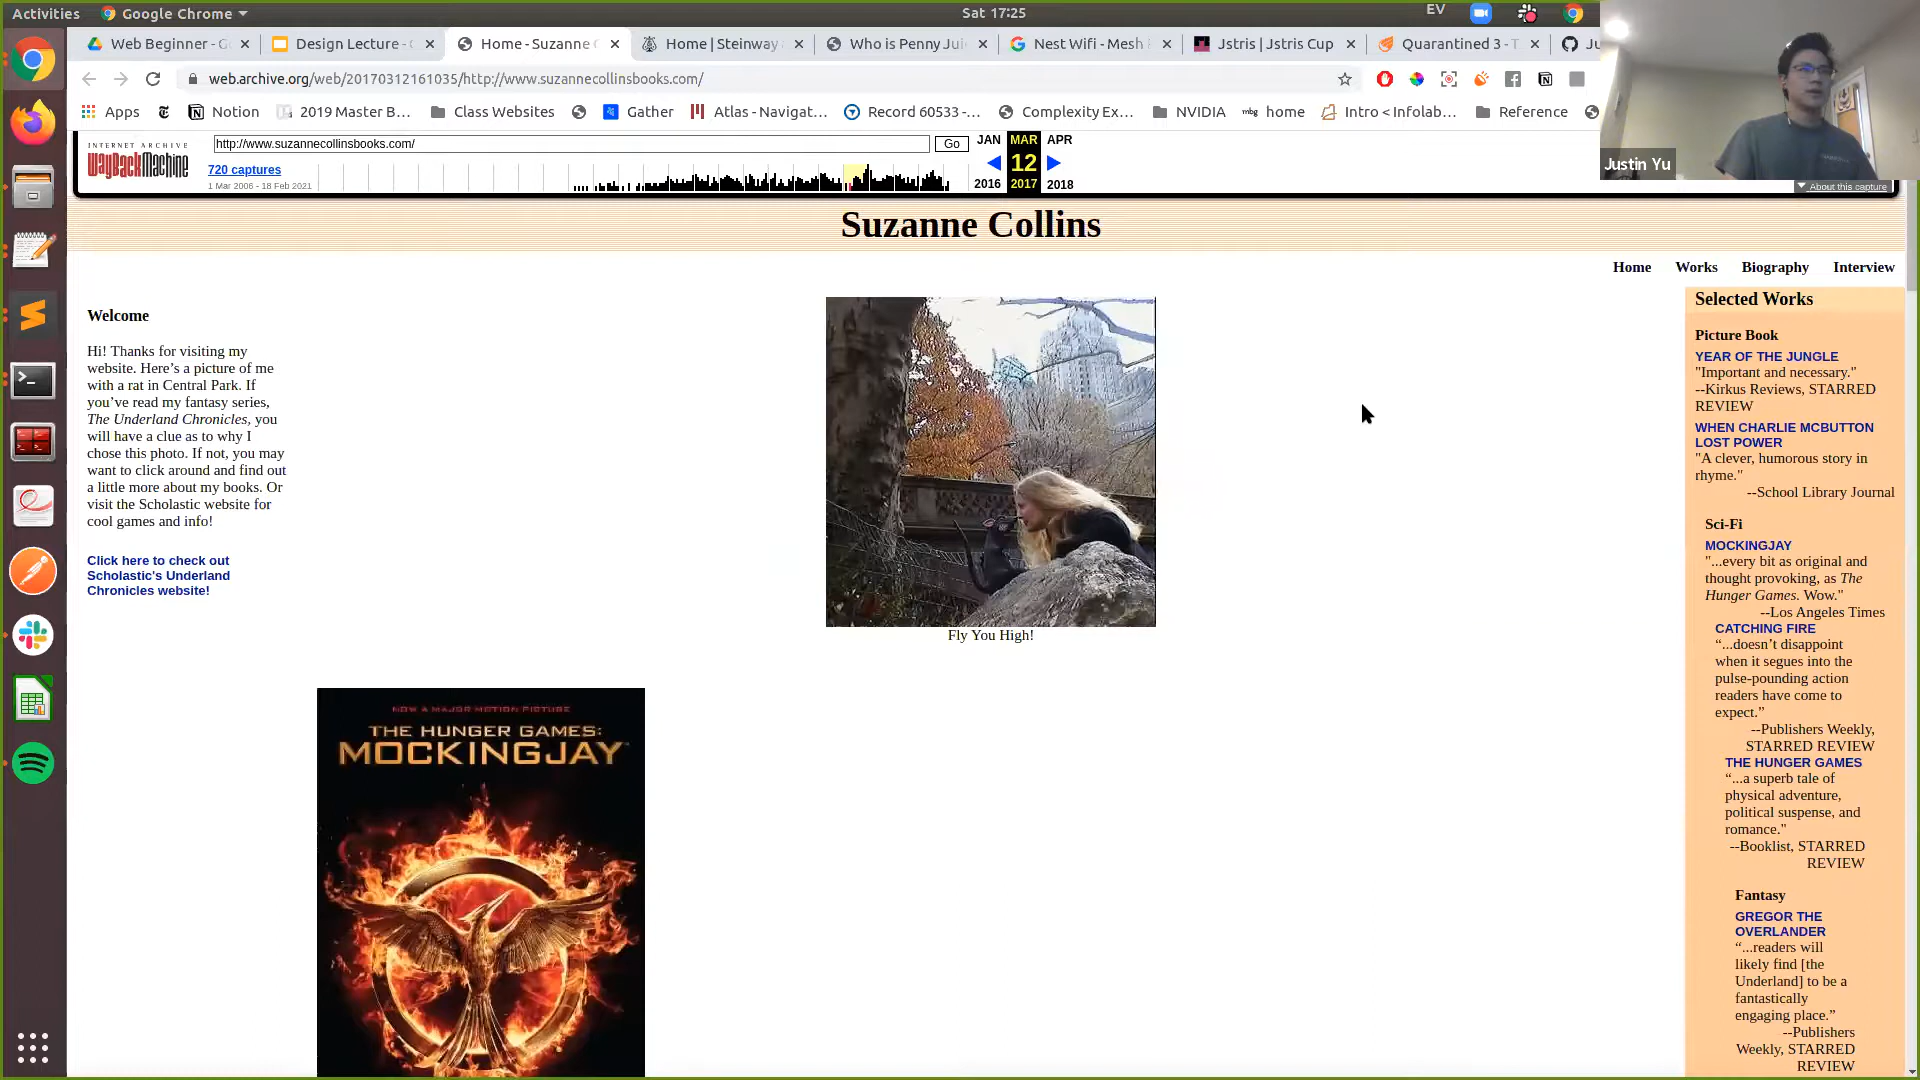 Activities
Google Chrome
Sat 17:25
EV
Web Beginner - G
Design Lecture -
Home - Suzanne C
Home | Steinway
Who is Penny Jui
Nest Wifi - Mesh
Jstris | Jstris Cup
Quarantined 3 - T
web.archive.org/web/20170312161035/http://www.suzannecollinsbooks.com/
Apps
Notion
2019 Master B...
Class Websites
Gather
Atlas - Navigat...
Record 60533 -...
Complexity Ex...
NVIDIA
mbg
home
Intro < Infolab...
Reference
Justin Yu
INTERNET ARCHIVE
WayBackMachine
http://www.suzannecollinsbooks.com/
Go
JAN
MAR
APR
720 captures
12
1 Mar 2006 - 18 Feb 2021
2016
2017
2018
About this capture
Suzanne Collins
Home
Works
Biography
Interview
Welcome
Hi! Thanks for visiting my
website. Here's a picture of me
with a rat in Central Park. If
you've read my fantasy series,
The Underland Chronicles, you
will have a clue as to why I
chose this photo. If not, you may
want to click around and find out
a little more about my books. Or
visit the Scholastic website for
cool games and info!
Click here to check out
Scholastic's Underland
Chronicles website!
Fly You High!
NOW A MAJOR MOTION PICTURE
THE HUNGER GAMES:
MOCKINGJAY
Selected Works
Picture Book
YEAR OF THE JUNGLE
"Important and necessary."
--Kirkus Reviews, STARRED
REVIEW
WHEN CHARLIE MCBUTTON
LOST POWER
"A clever, humorous story in
rhyme."
--School Library Journal
Sci-Fi
MOCKINGJAY
"...every bit as original and
thought provoking, as The
Hunger Games. Wow."
--Los Angeles Times
CATCHING FIRE
“...doesn’t disappoint
when it segues into the
pulse-pounding action
readers have come to
expect.”
--Publishers Weekly,
STARRED REVIEW
THE HUNGER GAMES
“...a superb tale of
physical adventure,
political suspense, and
romance."
--Booklist, STARRED
REVIEW
Fantasy
GREGOR THE
OVERLANDER
“...readers will
likely find [the
Underland] to be a
fantastically
engaging place.”
--Publishers
Weekly, STARRED
REVIEW